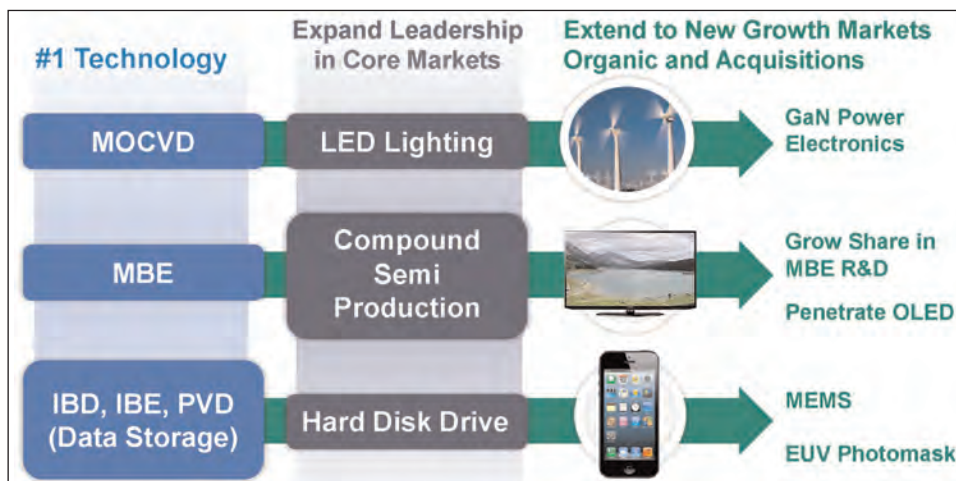 #1 Technology
Expand Leadership
in Core Markets
Extend to New Growth Markets
Organic and Acquisitions
MOCVD
LED Lighting
GaN Power
Electronics
MBE
Compound
Semi
Production
Grow Share in
MBE R&D
Penetrate OLED
IBD, IBE, PVD
(Data Storage)
Hard Disk Drive
MEMS
EUV Photomask